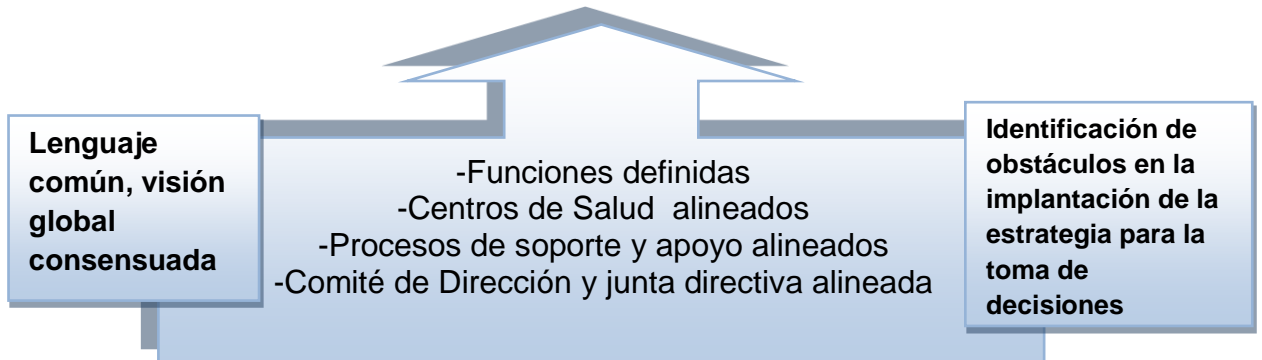 Lenguaje
común, visión
global
consensuada
-Funciones definidas
-Centros de Salud  alineados
-Procesos de soporte y apoyo alineados
-Comité de Dirección y junta directiva alineada
Identificación de
obstáculos en la
implantación de la
estrategia para la
toma de
decisiones